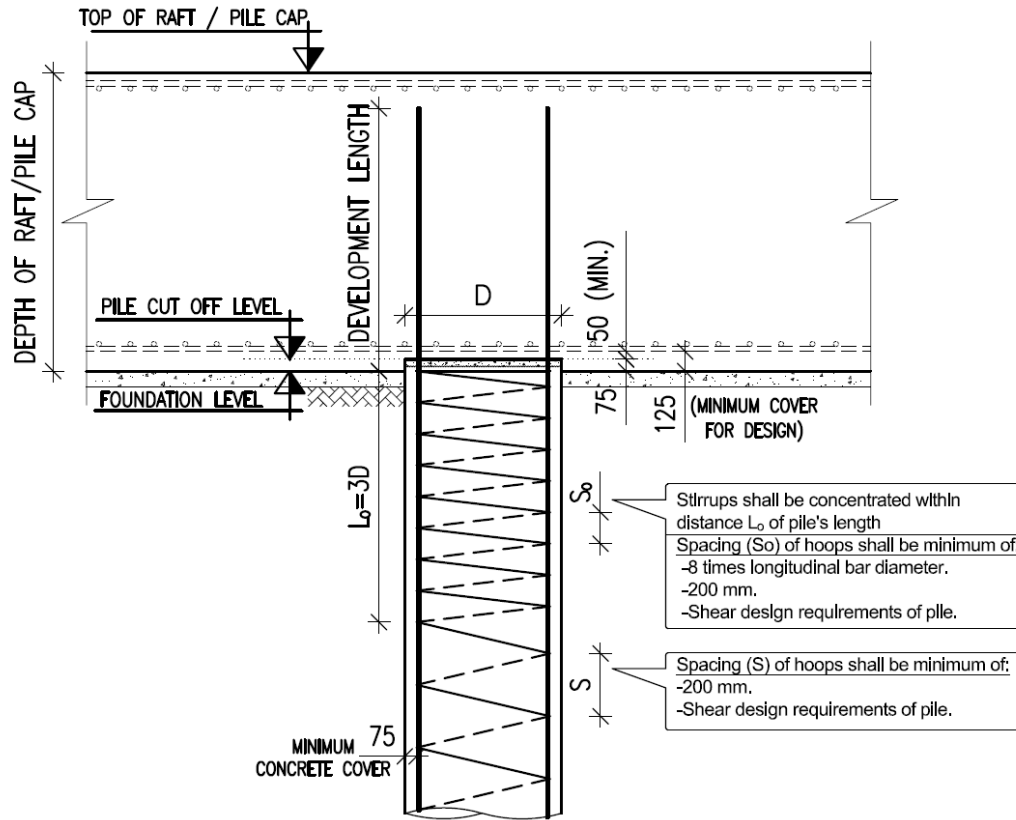 TOP OF RAFT / PILE CAP
DEPTH OF RAFT/PILE CAP
DEVELOPMENT LENGTH
D
50 (MIN.)
PILE CUT OFF LEVEL
FOUNDATION LEVEL
75
125
(MINIMUM COVER
FOR DESIGN)
L₀=3D
S₀
Stirrups shall be concentrated within
distance L₀ of pile's length
Spacing (So) of hoops shall be minimum of
-8 times longitudinal bar diameter.
-200 mm.
-Shear design requirements of pile.
S
Spacing (S) of hoops shall be minimum of:
-200 mm.
-Shear design requirements of pile.
75
MINIMUM
CONCRETE COVER